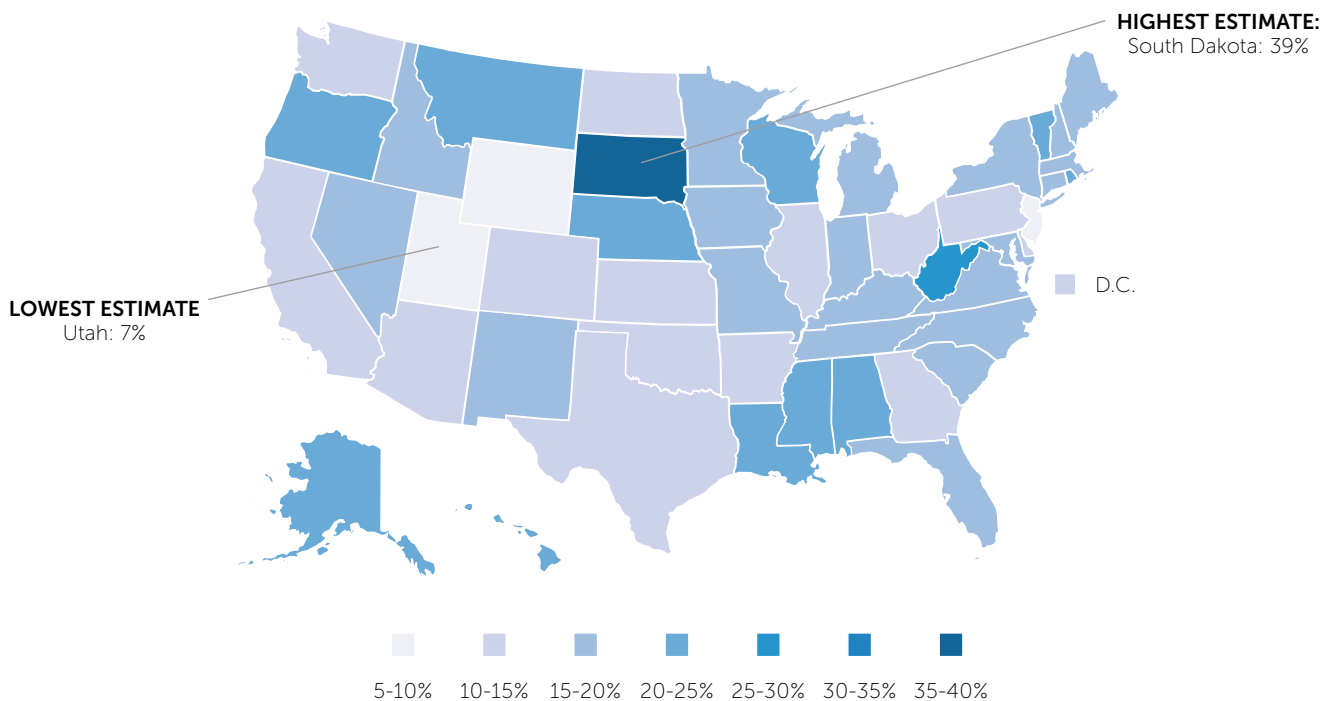 HIGHEST ESTIMATE:
South Dakota: 39%
D.C.
LOWEST ESTIMATE
Utah: 7%
5-10% 10-15% 15-20% 20-25% 25-30% 30-35% 35-40%